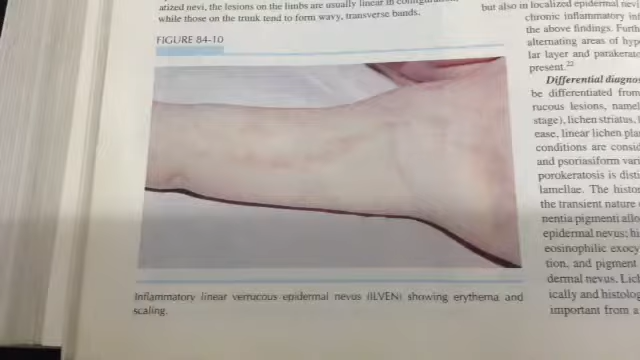 atized nevi, the lesions on the limbs are usually linear in
while those on the trunk tend to form wavy, transverse bands.
FIGURE 84-10
Inflammatory linear verrucous epidermal nevus (ILVEN) showing erythema and
scaling.
but also in localized epidermal nevi
chronic inflammatory inf
the above findings. Furth
alternating areas of hyp
lar layer and parakerato
present.22
Differential diagno
be differentiated from
rucous lesions, namel
stage), lichen striatus,
ease, linear lichen pla
conditions are consid
and psoriasiform vari
porokeratosis is disti
lamellae. The histo
the transient nature
nentia pigmenti allo
epidermal nevus; hi
eosinophilic exocy
tion, and pigment
dermal nevus. Lich
ically and histolog
important from a